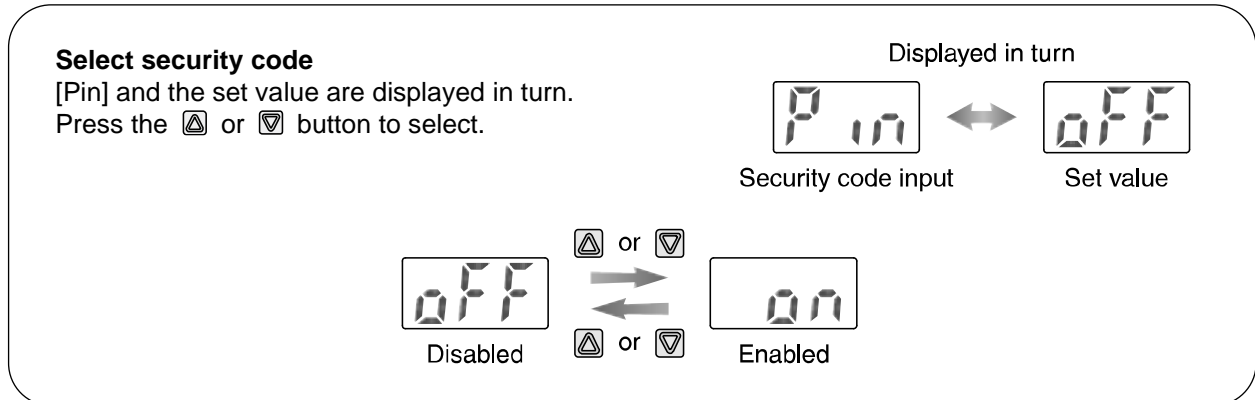 Select security code
[Pin] and the set value are displayed in turn.
Press the or button to select.
Displayed in turn
Pin
oFF
Security code input
Set value
or
oFF
on
or
Disabled
Enabled